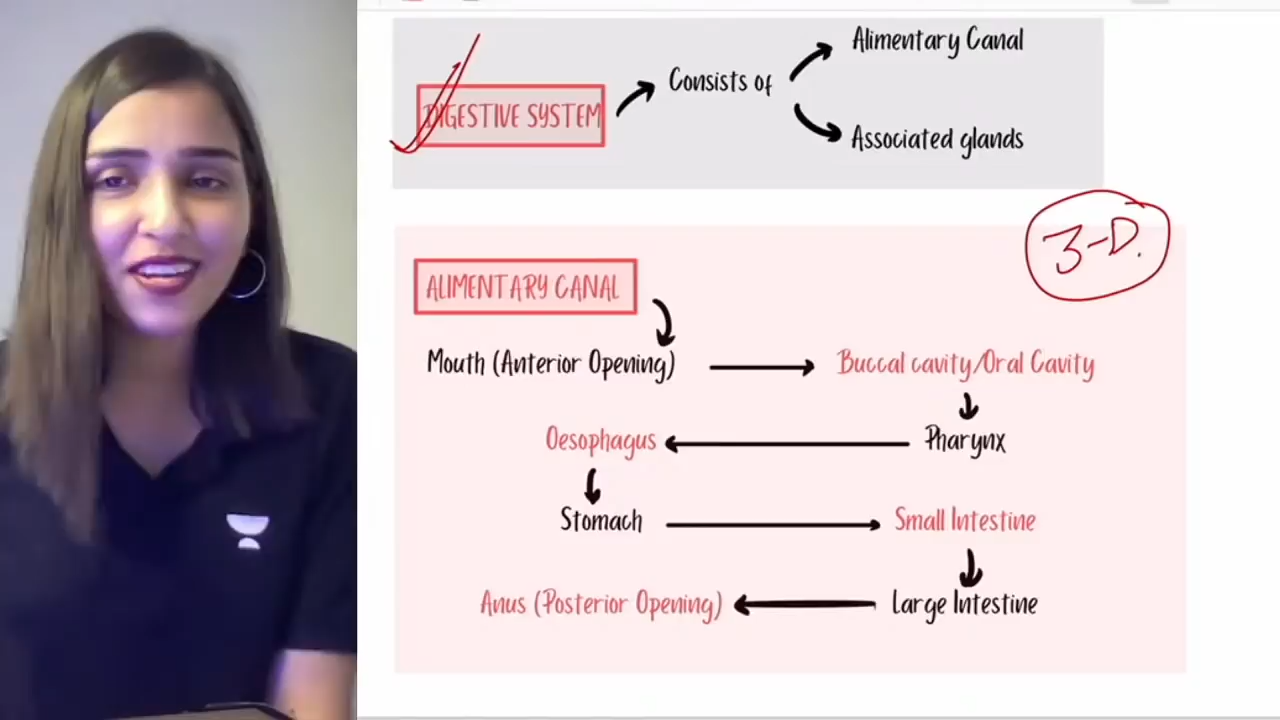 Alimentary Canal
DIGESTIVE SYSTEM
Consists of
Associated glands
3-D.
ALIMENTARY CANAL
Mouth (Anterior Opening)
Buccal cavity/Oral Cavity
Oesophagus
Pharynx
Stomach
Small Intestine
Anus (Posterior Opening)
Large Intestine